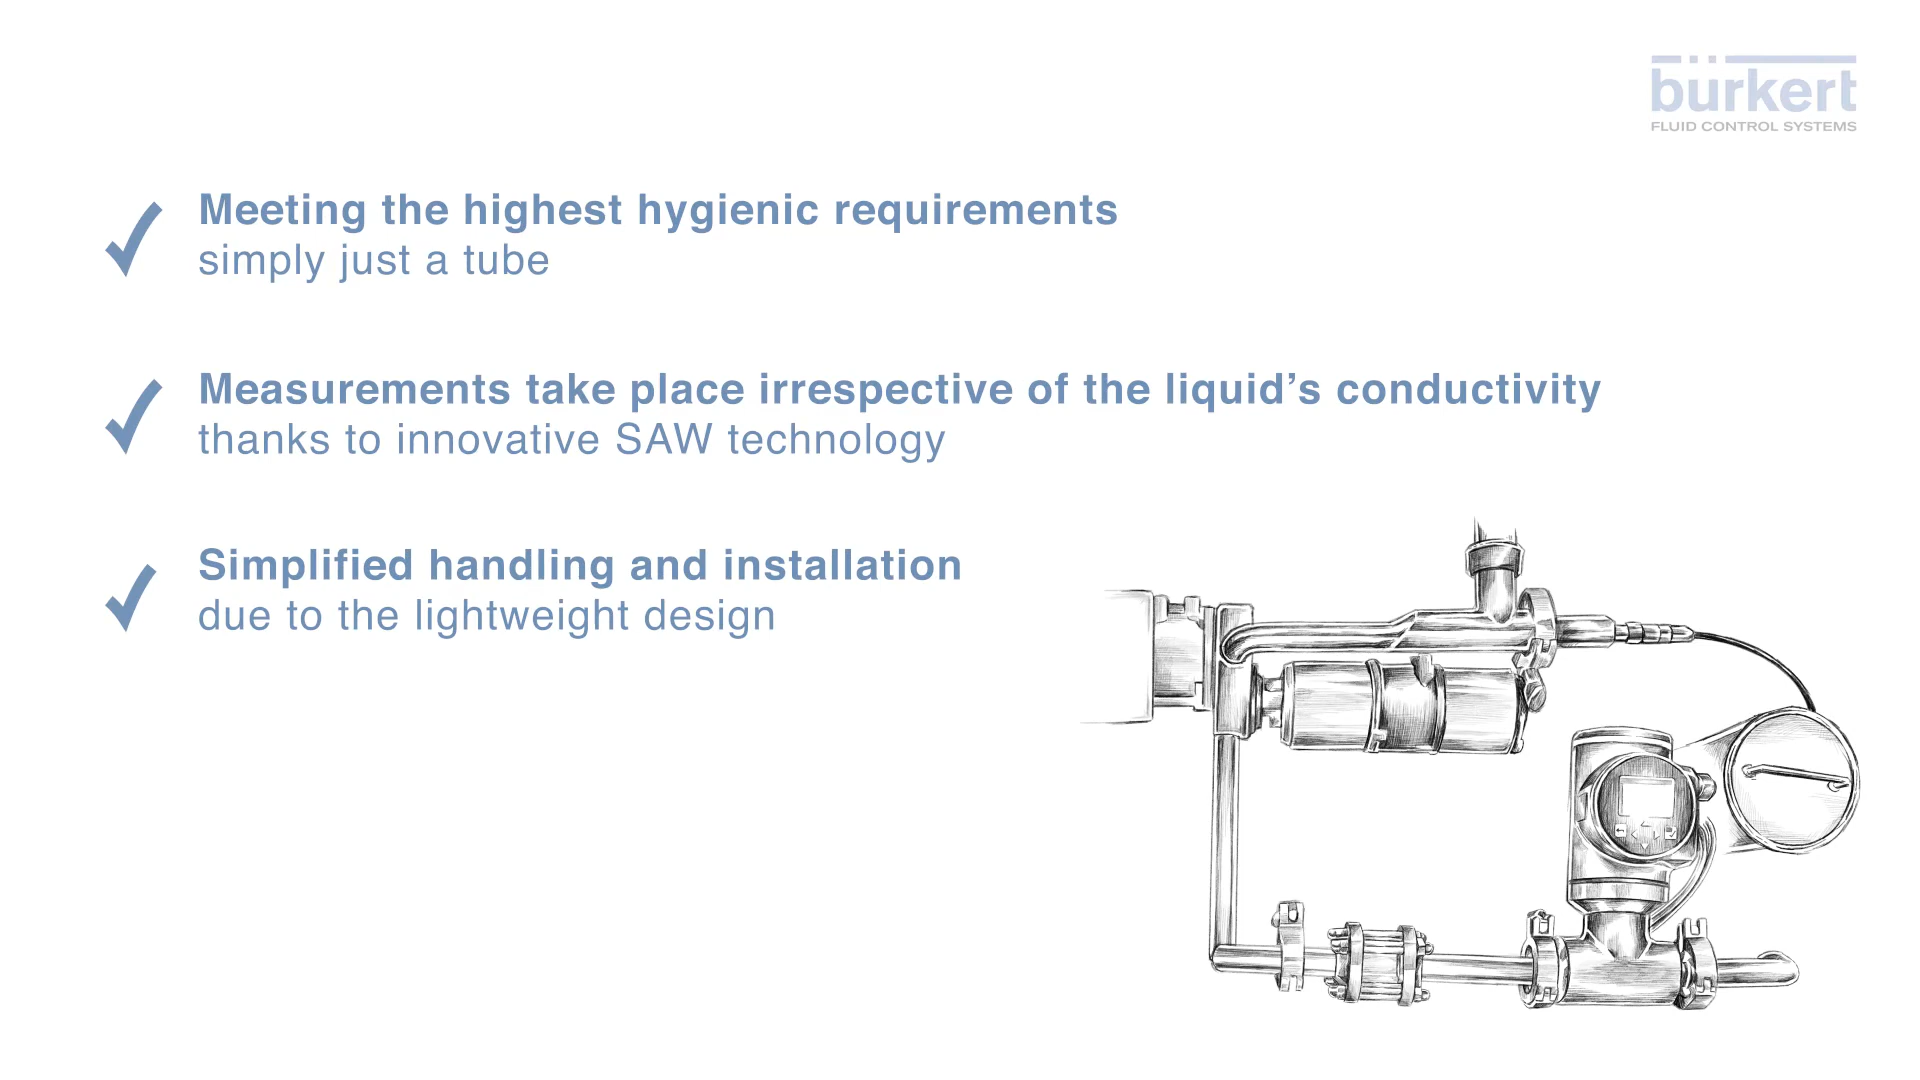 bürkert
FLUID CONTROL SYSTEMS
Meeting the highest hygienic requirements
simply just a tube
Measurements take place irrespective of the liquid’s conductivity
thanks to innovative SAW technology
Simplified handling and installation
due to the lightweight design